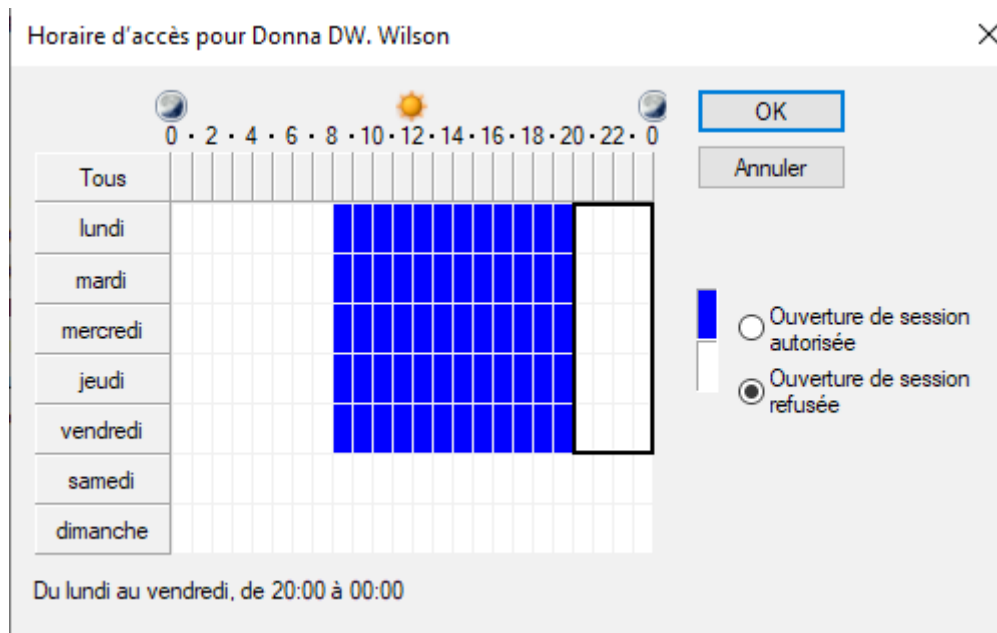 Horaire d'accès pour Donna DW. Wilson
0 · 2 · 4 · 6 · 8 · 10 · 12 · 14 · 16 · 18 · 20 · 22 · 0
OK
Annuler
Tous
lundi
mardi
mercredi
jeudi
vendredi
samedi
dimanche
Ouverture de session
autorisée
Ouverture de session
refusée
Du lundi au vendredi, de 20:00 à 00:00